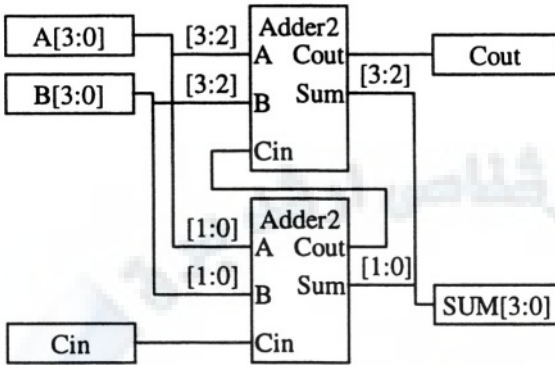 A[3:0]
B[3:0]
[3:2]
[3:2]
Adder2
A
Cout
B
Sum
Cin
Cout
[3:2]
[1:0]
[1:0]
Adder2
A
Cout
B
Sum
Cin
[1:0]
SUM[3:0]
Cin